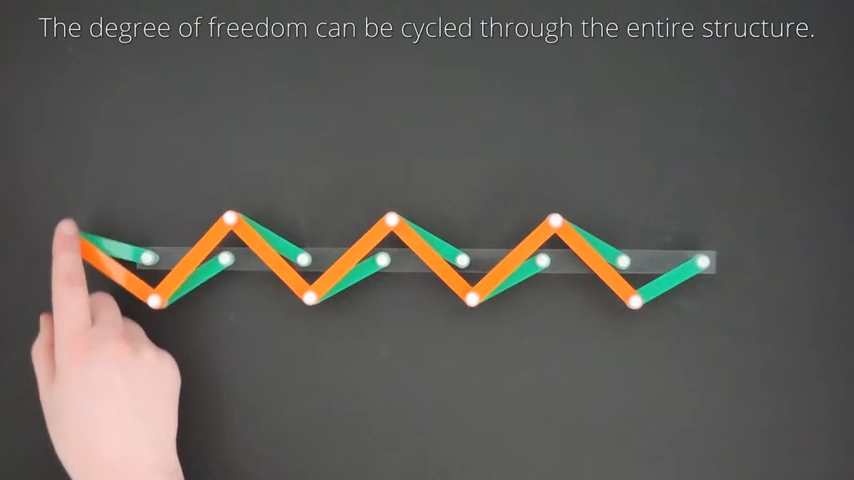 The degree of freedom can be cycled through the entire structure.